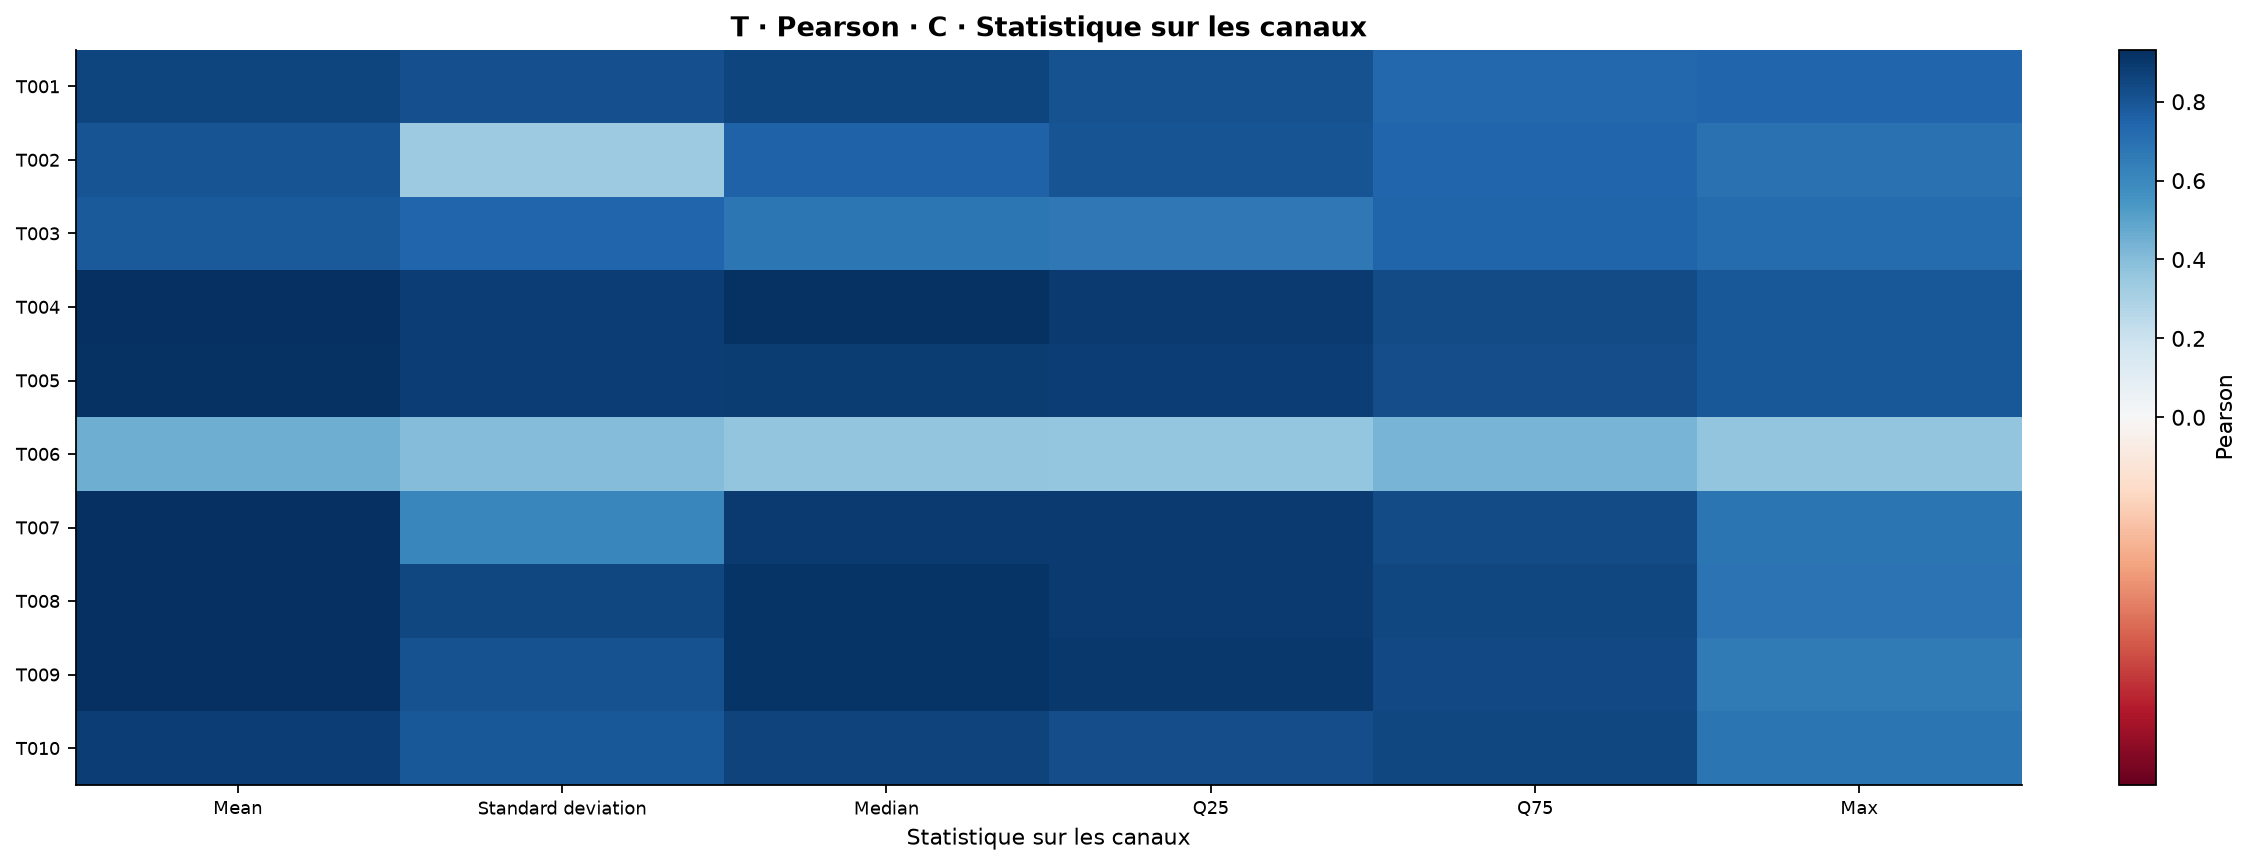 T · Pearson · C · Statistique sur les canaux
T001
T002
T003
T004
T005
T006
T007
T008
T009
T010
Mean
Standard deviation
Median
Q25
Q75
Max
Statistique sur les canaux
0.8
0.6
0.4
0.2
0.0
Pearson